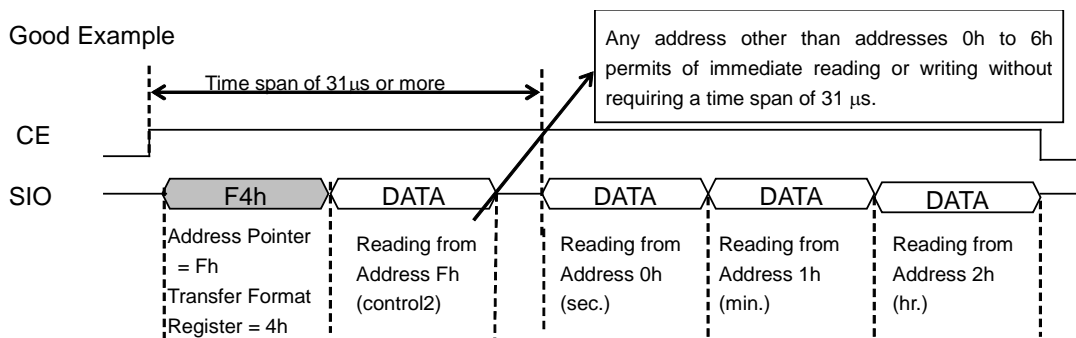 Good Example
Any address other than addresses 0h to 6h
permits of immediate reading or writing without
requiring a time span of 31 μs.
Time span of 31μs or more
CE
SIO
F4h
DATA
DATA
DATA
DATA
Address Pointer
= Fh
Transfer Format
Register = 4h
Reading from
Address Fh
(control2)
Reading from
Address 0h
(sec.)
Reading from
Address 1h
(min.)
Reading from
Address 2h
(hr.)